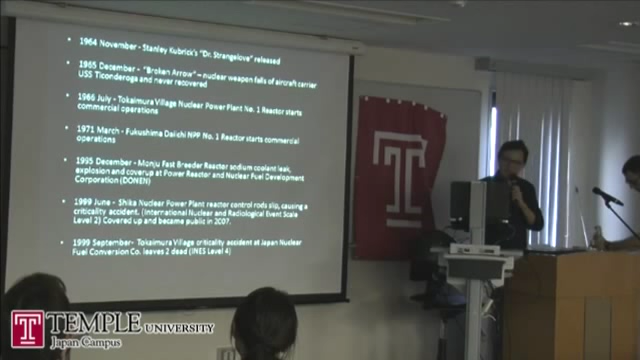 • 1964 November - Stanley Kubrick's "Dr. Strangelove" released
• 1965 December - "Broken Arrow" – nuclear weapon falls of aircraft carrier
USS Ticonderoga and never recovered
• 1966 July - Tokaimura Village Nuclear Power Plant No. 1 Reactor starts
commercial operations
• 1971 March - Fukushima Daiichi NPP No. 1 Reactor starts commercial
operations
• 1995 December - Monju Fast Breeder Reactor sodium coolant leak,
explosion and coverup at Power Reactor and Nuclear Fuel Development
Corporation (DONEN)
• 1999 June - Shika Nuclear Power Plant reactor control rods slip, causing a
criticality accident. (International Nuclear and Radiological Event Scale
Level 2) Covered up and became public in 2007.
• 1999 September- Tokaimura Village criticality accident at Japan Nuclear
Fuel Conversion Co. leaves 2 dead (INES Level 4)
T
T TEMPLE UNIVERSITY
Japan Campus